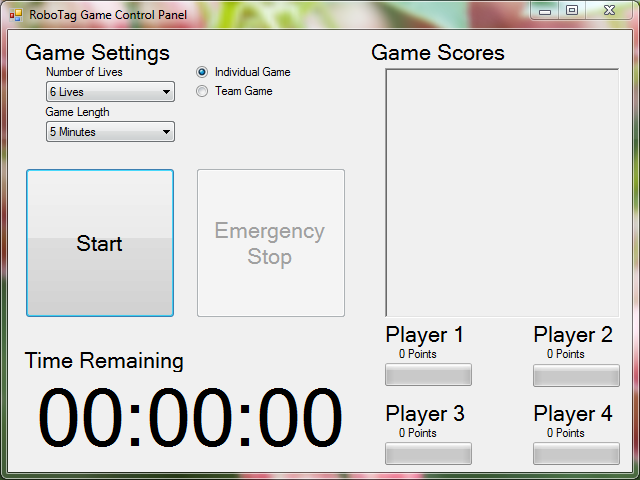 RoboTag Game Control Panel
Game Settings
Number of Lives
6 Lives
Game Length
5 Minutes
Individual Game
Team Game
Start
Emergency
Stop
Time Remaining
00:00:00
Game Scores
Player 1
0 Points
Player 2
0 Points
Player 3
0 Points
Player 4
0 Points